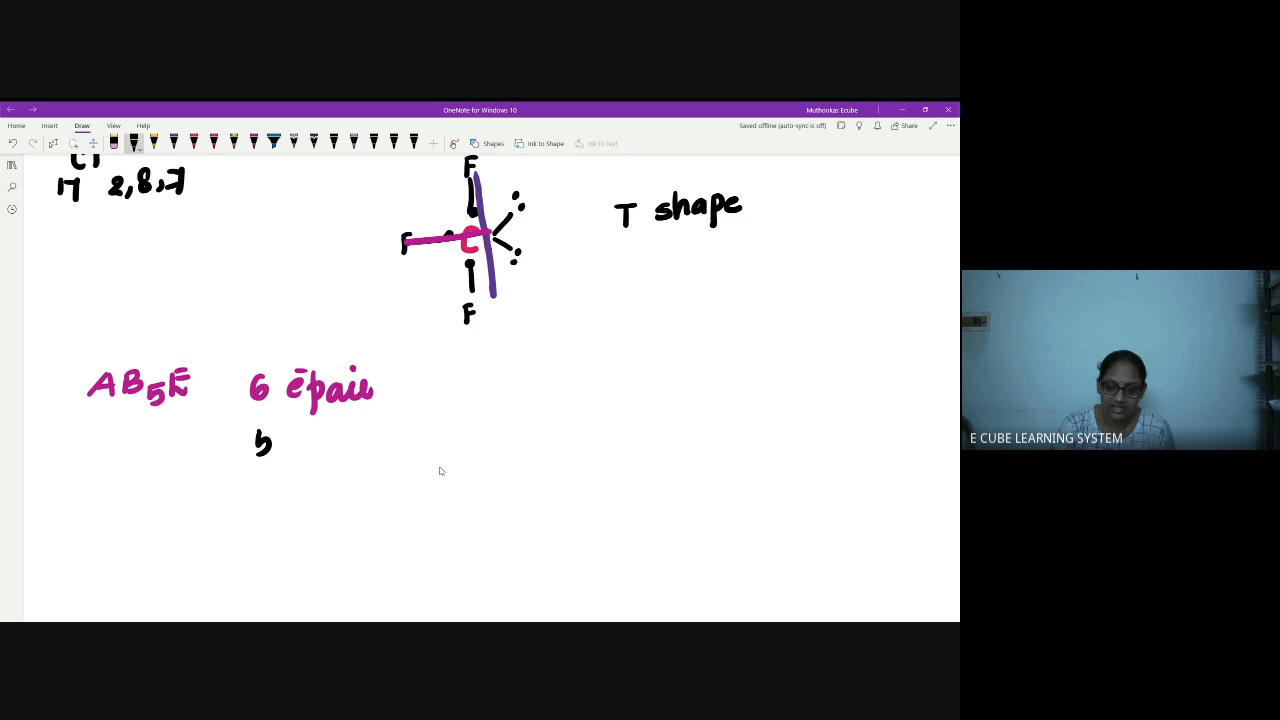 OneNote for Windows 10
Muthookas Ecube
Home Insert Draw View Help
Saved offline (auto-sync is off)
Share
Shapes
Ink to Shape
Ink to Text
Cl
17 2,8,7
F
F C
F
T shape
AB5E 6 e pair
5
E CUBE LEARNING SYSTEM